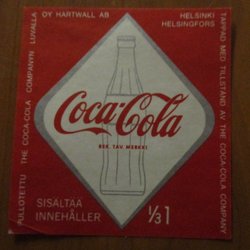 OY HARTWALL AB
HELSINKI
HELSINGFORS
PULLOTETTU THE COCA-COLA COMPANYN LUVALLA
TAPPAD MED TILLSTÅND AV THE COCA-COLA COMPANY
Coca-Cola
REK. TAV. MERKKI
SISÄLTÄÄ
INNEHÅLLER
1/3 l